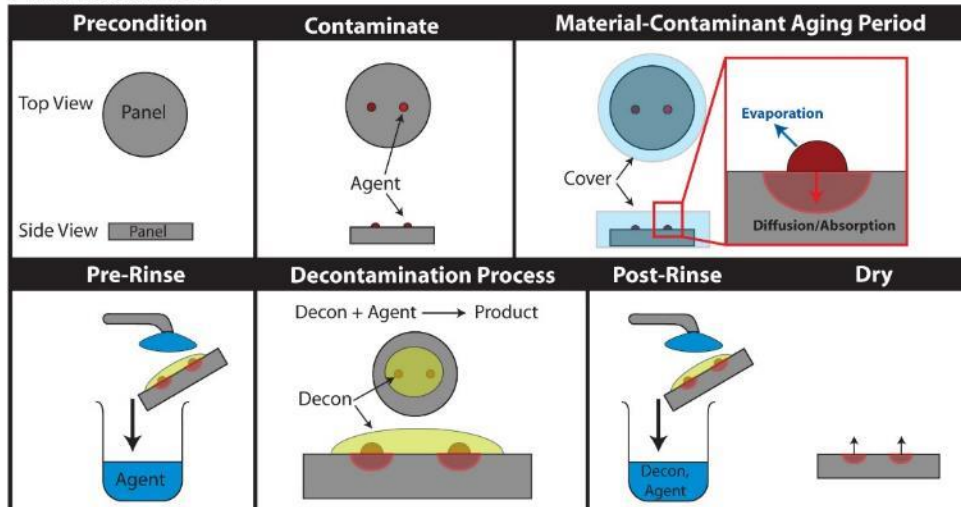 Precondition
Top View
Panel
Side View
Panel
Contaminate
Agent
Material-Contaminant Aging Period
Cover
Evaporation
Diffusion/Absorption
Pre-Rinse
Agent
Decontamination Process
Decon + Agent → Product
Decon
Post-Rinse
Decon,
Agent
Dry